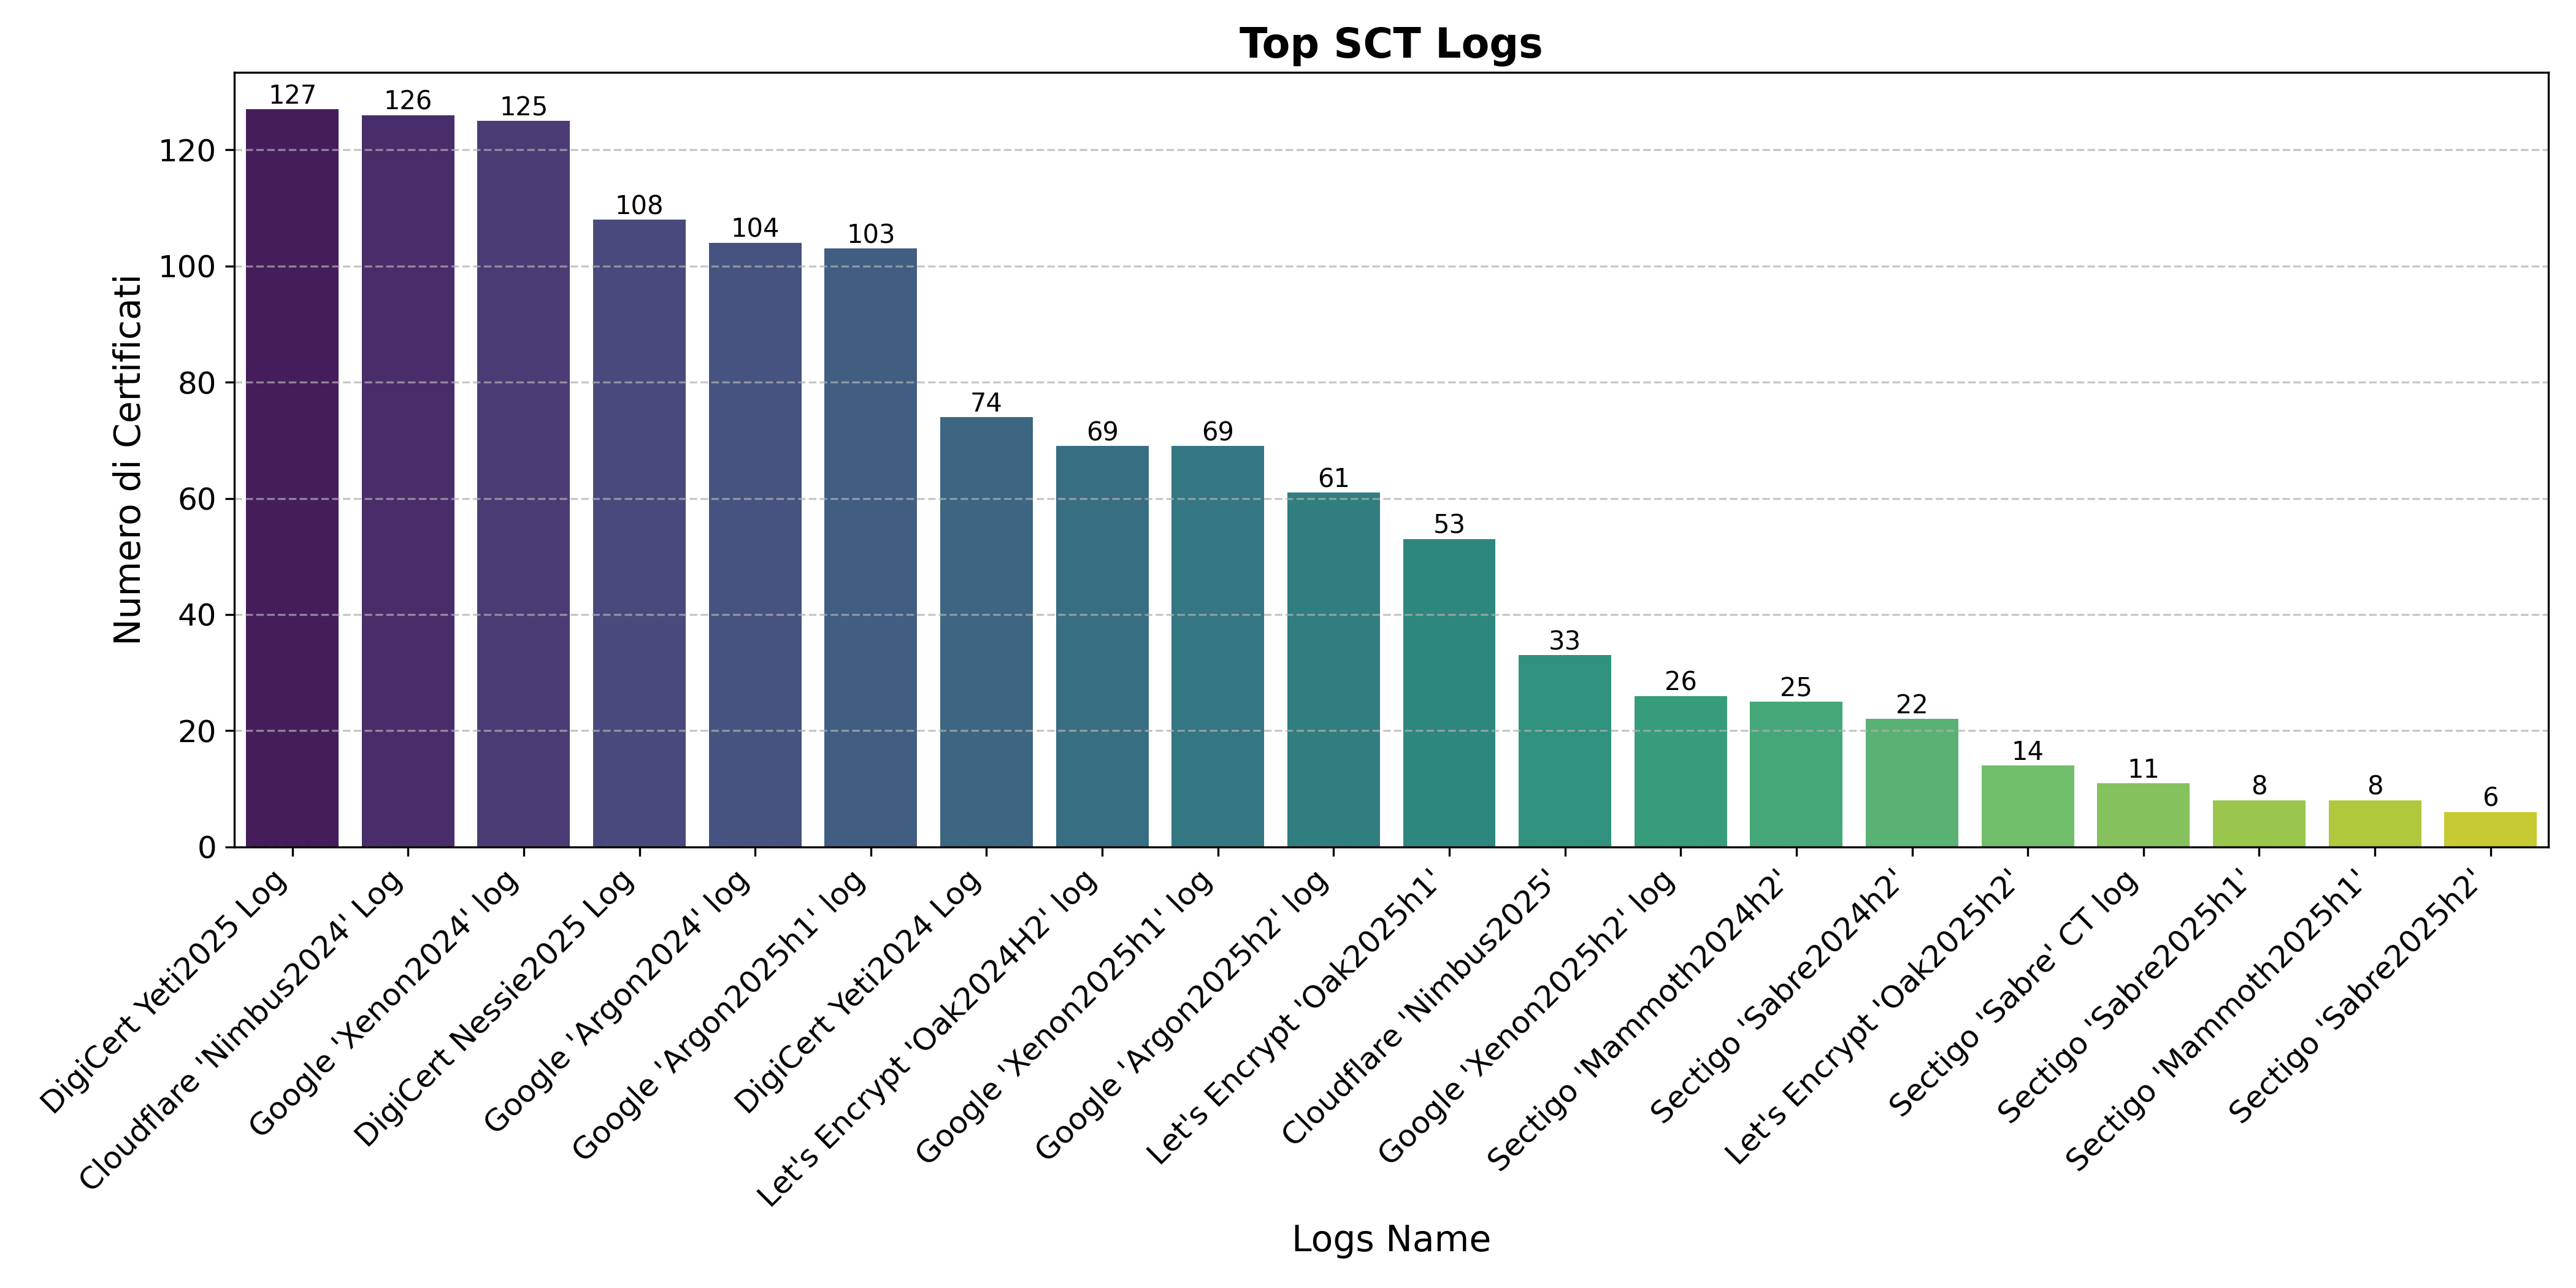 Top SCT Logs
Numero di Certificati
120
100
80
60
40
20
0
127
126
125
108
104
103
74
69
69
61
53
33
26
25
22
14
11
8
8
6
DigiCert Yeti2025 Log
Cloudflare 'Nimbus2024' Log
Google 'Xenon2024' log
DigiCert Nessie2025 Log
Google 'Argon2024' log
Google 'Argon2025h1' log
DigiCert Yeti2024 Log
Let's Encrypt 'Oak2024H2' log
Google 'Xenon2025h1' log
Google 'Argon2025h2' log
Let's Encrypt 'Oak2025h1'
Cloudflare 'Nimbus2025'
Google 'Xenon2025h2' log
Sectigo 'Mammoth2024h2'
Sectigo 'Sabre2024h2'
Let's Encrypt 'Oak2025h2'
Sectigo 'Sabre' CT log
Sectigo 'Sabre2025h1'
Sectigo 'Mammoth2025h1'
Sectigo 'Sabre2025h2'
Logs Name